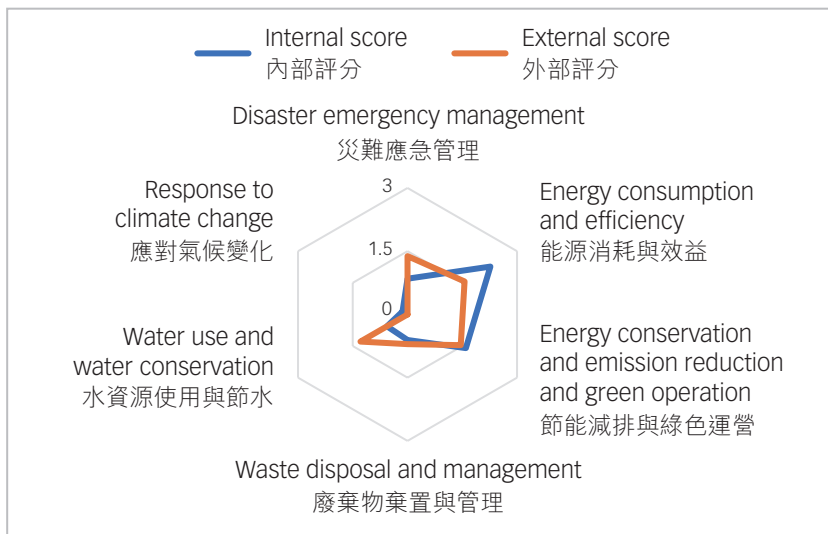 Internal score
內部評分
External score
外部評分
Disaster emergency management
災難應急管理
3
1.5
0
Response to
climate change
應對氣候變化
Energy consumption
and efficiency
能源消耗與效益
Water use and
water conservation
水資源使用與節水
Energy conservation
and emission reduction
and green operation
節能減排與綠色運營
Waste disposal and management
廢棄物棄置與管理